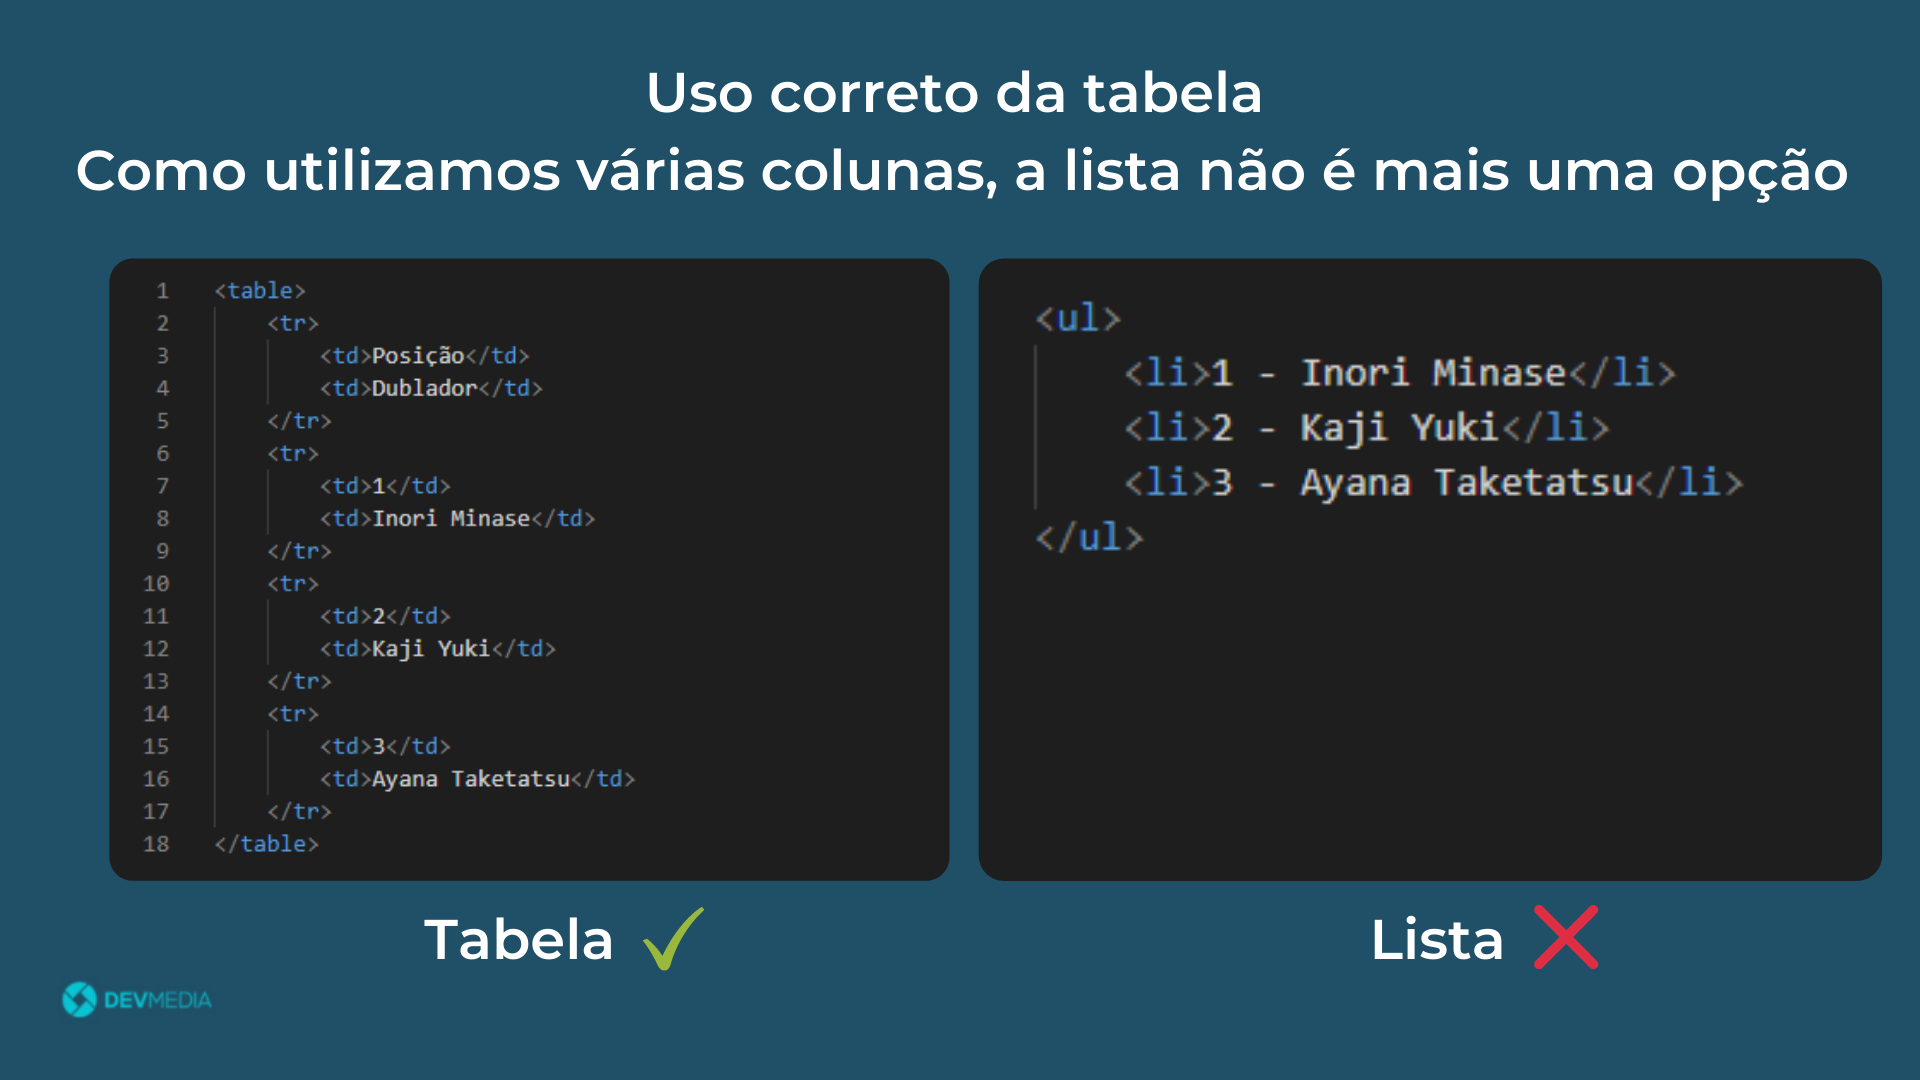 Uso correto da tabela
Como utilizamos várias colunas, a lista não é mais uma opção
1 <table>
2 <tr>
3 <td>Posição</td>
4 <td>Dublador</td>
5 </tr>
6 <tr>
7 <td>1</td>
8 <td>Inori Minase</td>
9 </tr>
10 <tr>
11 <td>2</td>
12 <td>Kaji Yuki</td>
13 </tr>
14 <tr>
15 <td>3</td>
16 <td>Ayana Taketatsu</td>
17 </tr>
18 </table>
<ul>
<li>1 - Inori Minase</li>
<li>2 - Kaji Yuki</li>
<li>3 - Ayana Taketatsu</li>
</ul>
Tabela
Lista
DEVMEDIA